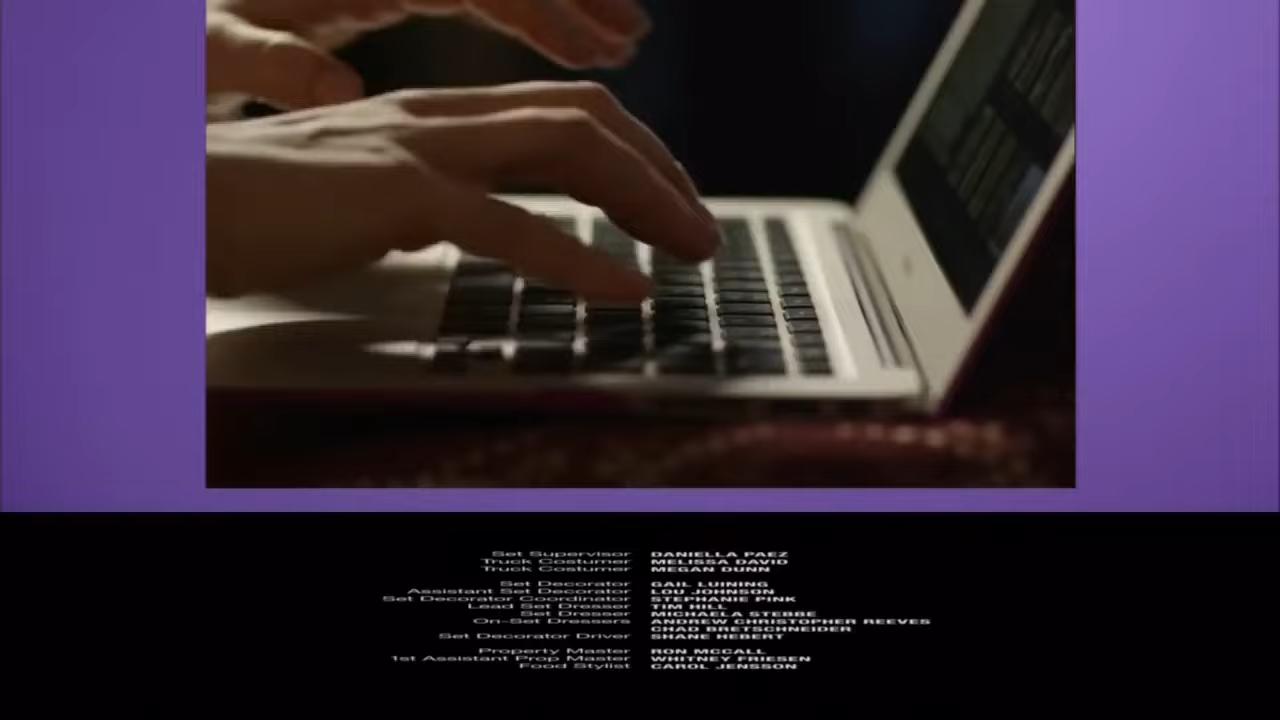 Set Supervisor DANIELLA PAEZ
Truck Costumer MELISSA DAVID
Truck Costumer MEGAN DUNN
Set Decorator GAIL LUINING
Assistant Set Decorator LOU JOHNSON
Set Decorator Coordinator STEPHANIE PINK
Lead Set Dresser TIM HILL
Set Dresser MICHAELA STEBBE
On-Set Dressers ANDREW CHRISTOPHER REEVES
CHAD BRETSCHNEIDER
Set Decorator Driver SHANE HEBERT
Property Master RON MCCALL
1st Assistant Prop Master WHITNEY FRIESEN
Food Stylist CAROL JENSSON